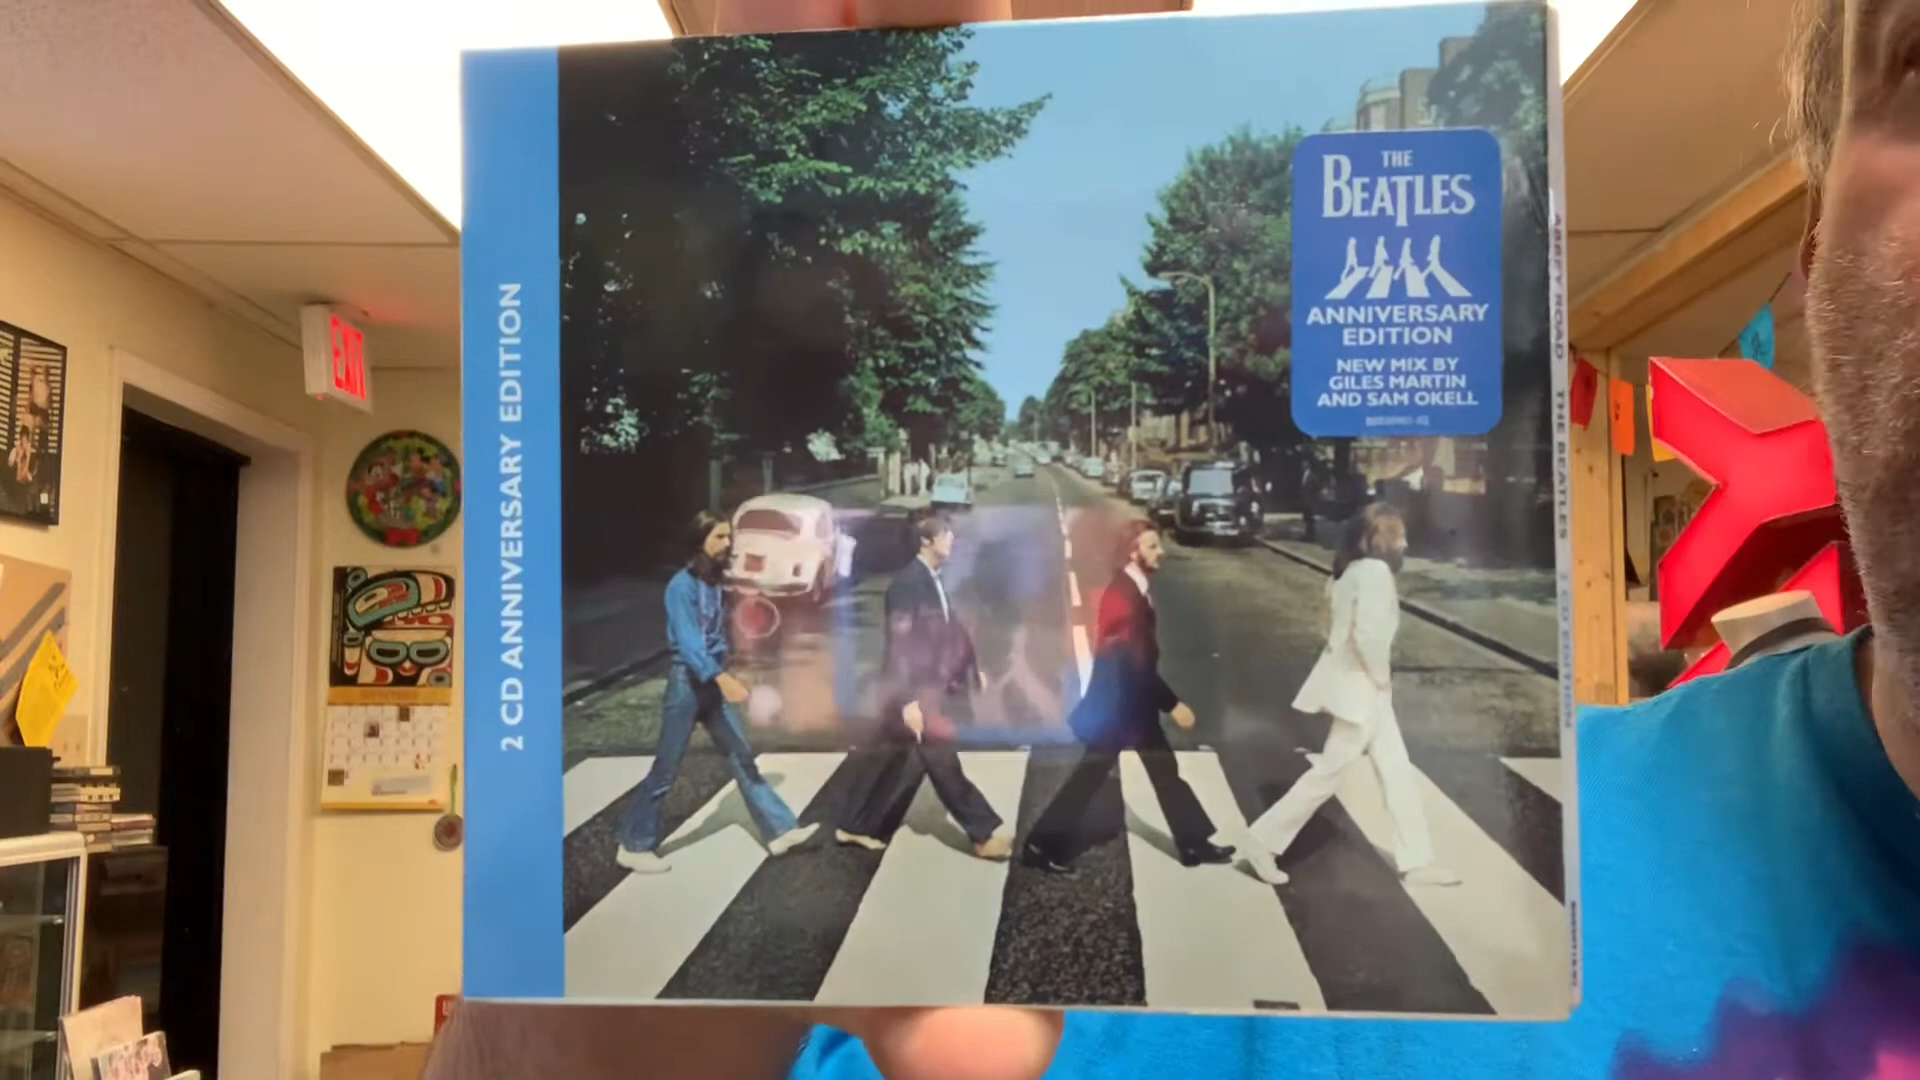 EXIT
2 CD ANNIVERSARY EDITION
THE
BEATLES
ANNIVERSARY
EDITION
NEW MIX BY
GILES MARTIN
AND SAM OKELL
ABBEY ROAD THE BEATLES 2 CD EDITION